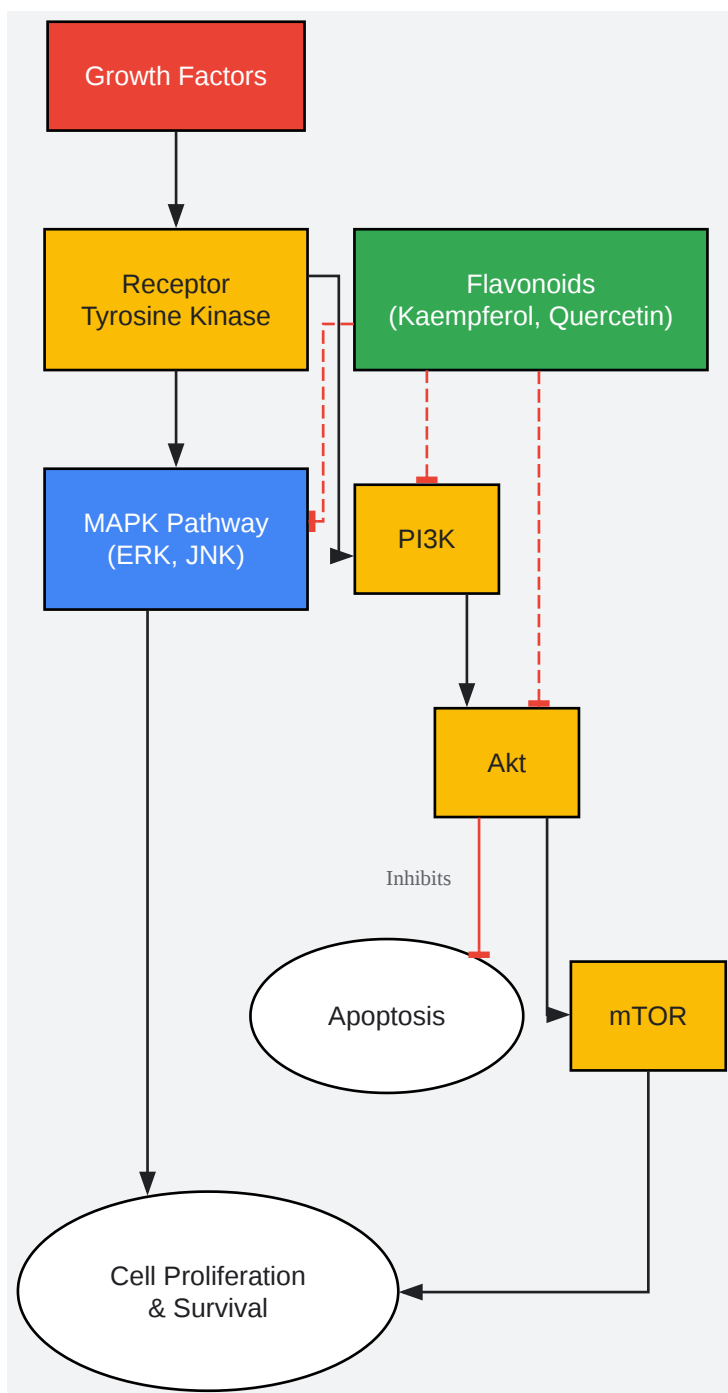 Growth Factors
Receptor
Tyrosine Kinase
Flavonoids
(Kaempferol, Quercetin)
MAPK Pathway
(ERK, JNK)
PI3K
Akt
Inhibits
Apoptosis
mTOR
Cell Proliferation
& Survival